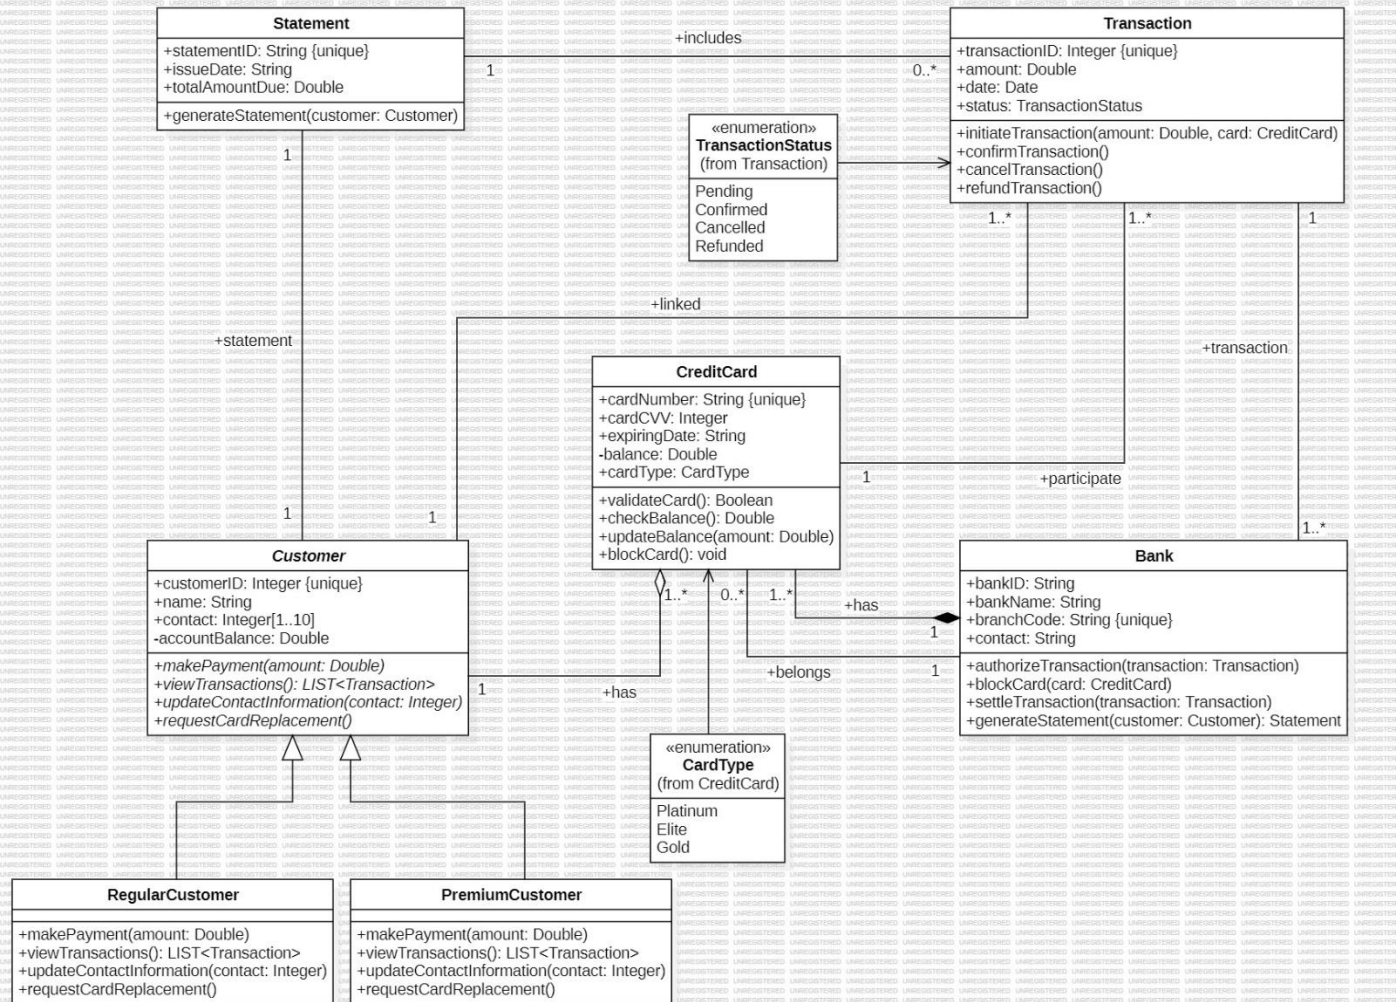 Statement
+statementID: String {unique}
+issueDate: String
+totalAmountDue: Double
+generateStatement(customer: Customer)
+includes
1
0..*
Transaction
+transactionID: Integer {unique}
+amount: Double
+date: Date
+status: TransactionStatus
+initiateTransaction(amount: Double, card: CreditCard)
+confirmTransaction()
+cancelTransaction()
+refundTransaction()
«enumeration»
TransactionStatus
(from Transaction)
Pending
Confirmed
Cancelled
Refunded
1
1..*
1..*
1
+linked
+statement
+transaction
CreditCard
+cardNumber: String {unique}
+cardCVV: Integer
+expiringDate: String
-balance: Double
+cardType: CardType
+validateCard(): Boolean
+checkBalance(): Double
+updateBalance(amount: Double)
+blockCard(): void
1
+participate
1
1
1..*
Customer
+customerID: Integer {unique}
+name: String
+contact: Integer[1..10]
-accountBalance: Double
+makePayment(amount: Double)
+viewTransactions(): LIST<Transaction>
+updateContactInformation(contact: Integer)
+requestCardReplacement()
1..*
0..*
1..*
+has
1
+belongs
1
1
+has
Bank
+bankID: String
+bankName: String
+branchCode: String {unique}
+contact: String
+authorizeTransaction(transaction: Transaction)
+blockCard(card: CreditCard)
+settleTransaction(transaction: Transaction)
+generateStatement(customer: Customer): Statement
«enumeration»
CardType
(from CreditCard)
Platinum
Elite
Gold
RegularCustomer
+makePayment(amount: Double)
+viewTransactions(): LIST<Transaction>
+updateContactInformation(contact: Integer)
+requestCardReplacement()
PremiumCustomer
+makePayment(amount: Double)
+viewTransactions(): LIST<Transaction>
+updateContactInformation(contact: Integer)
+requestCardReplacement()
UNREGISTERED